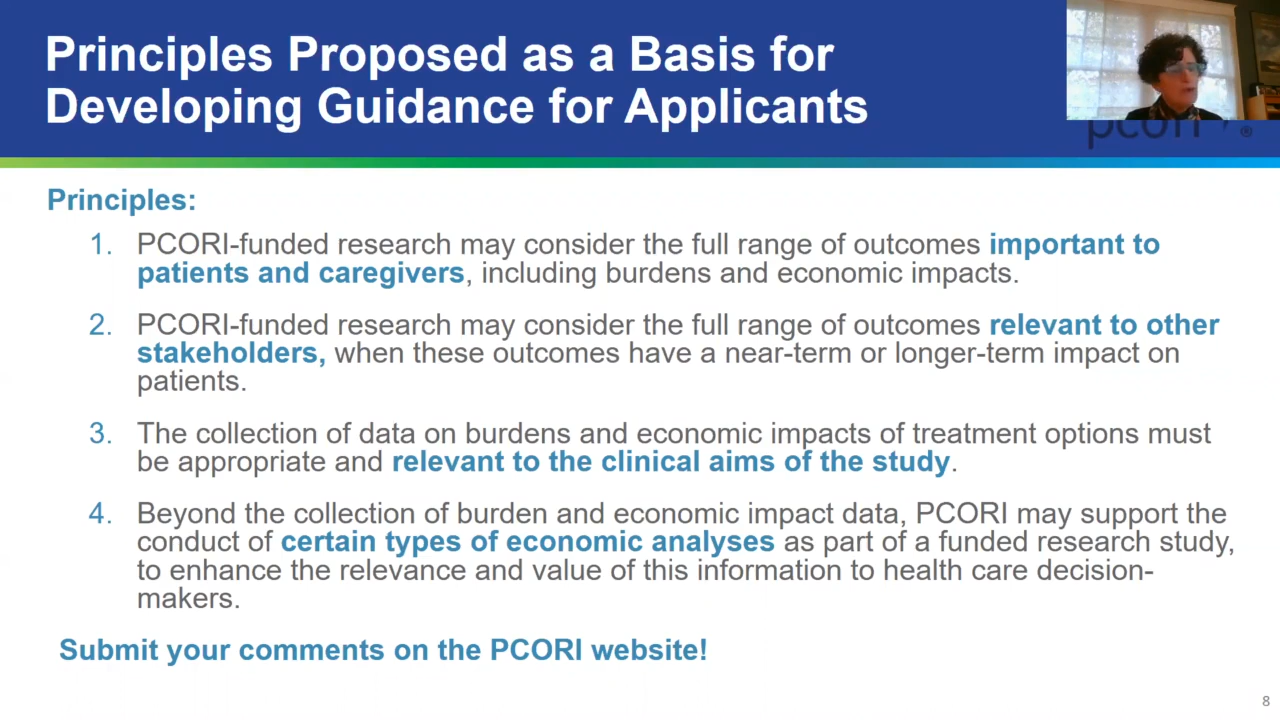 Principles Proposed as a Basis for
Developing Guidance for Applicants
pcori
®
Principles:
1. PCORI-funded research may consider the full range of outcomes important to
patients and caregivers, including burdens and economic impacts.
2. PCORI-funded research may consider the full range of outcomes relevant to other
stakeholders, when these outcomes have a near-term or longer-term impact on
patients.
3. The collection of data on burdens and economic impacts of treatment options must
be appropriate and relevant to the clinical aims of the study.
4. Beyond the collection of burden and economic impact data, PCORI may support the
conduct of certain types of economic analyses as part of a funded research study,
to enhance the relevance and value of this information to health care decision-
makers.
Submit your comments on the PCORI website!
8